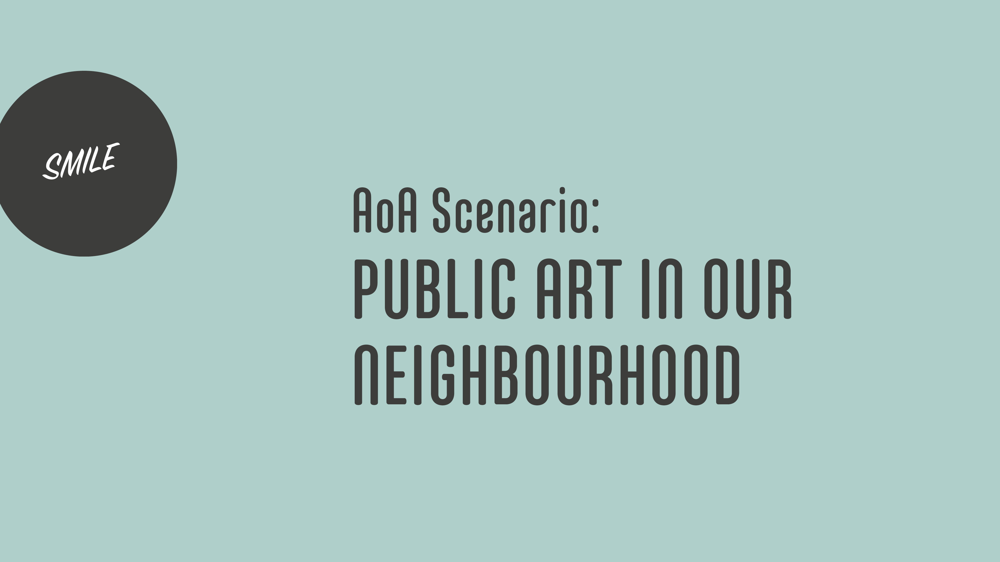 SMILE
AoA Scenario:
PUBLIC ART IN OUR
NEIGHBOURHOOD